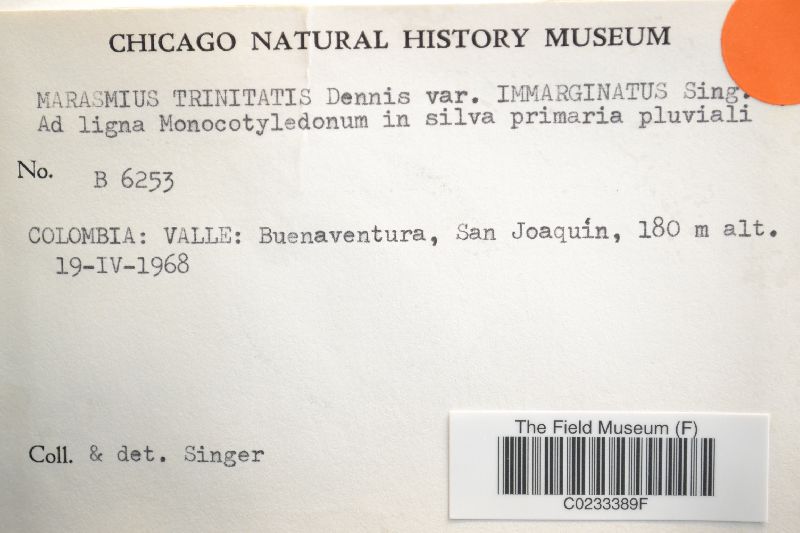 CHICAGO NATURAL HISTORY MUSEUM
MARASMIUS TRINITATIS Dennis var. IMMARGINATUS Sing.
Ad ligna Monocotyledonum in silva primaria pluviali
No. B 6253
COLOMBIA: VALLE: Buenaventura, San Joaquín, 180 m alt.
19-IV-1968
Coll. & det. Singer
The Field Museum (F)
C0233389F